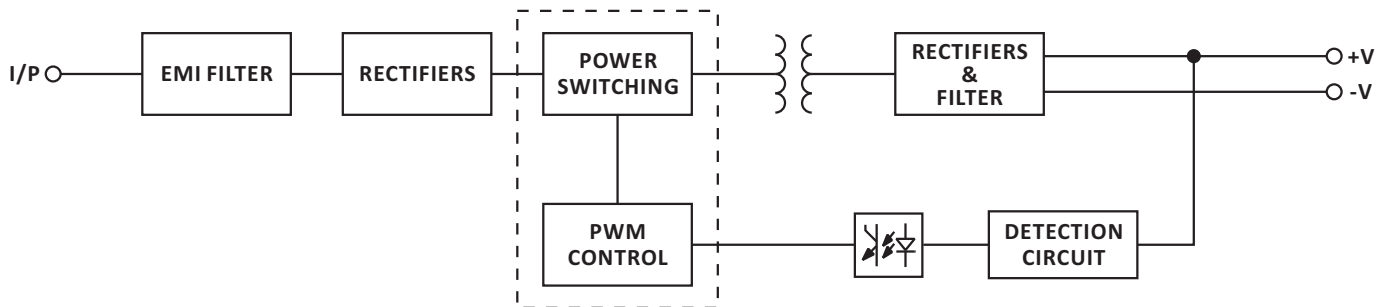 I/P
EMI FILTER
RECTIFIERS
POWER
SWITCHING
RECTIFIERS
&
FILTER
+V
-V
PWM
CONTROL
DETECTION
CIRCUIT